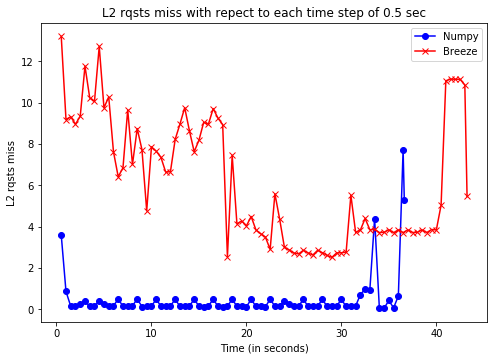 L2 rqsts miss with repect to each time step of 0.5 sec
Numpy
Breeze
L2 rqsts miss
12
10
8
6
4
2
0
0
10
20
30
40
Time (in seconds)